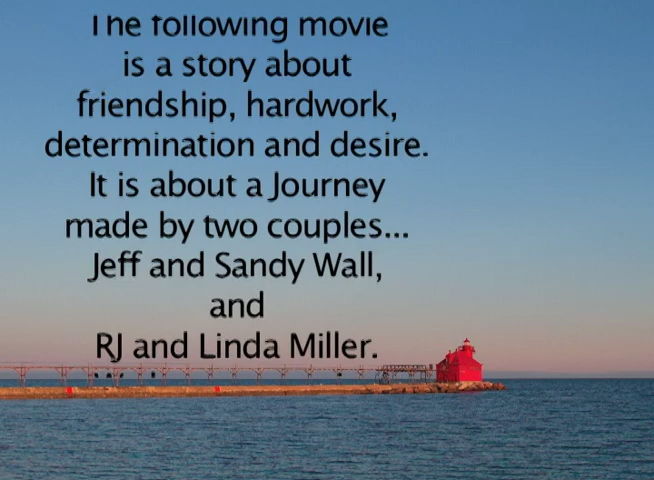 The following movie
is a story about
friendship, hardwork,
determination and desire.
It is about a Journey
made by two couples...
Jeff and Sandy Wall,
and
RJ and Linda Miller.